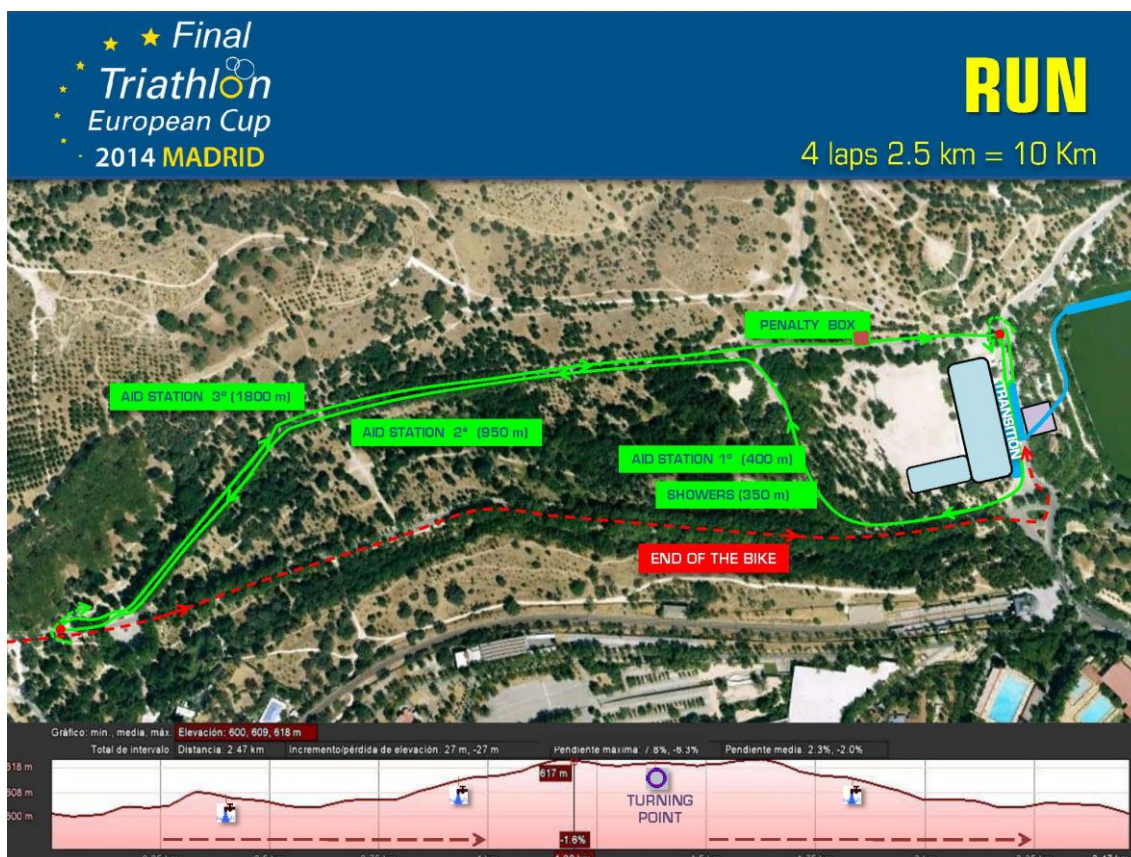 Final
Triathlon
European Cup
2014 MADRID
RUN
4 laps 2.5 km = 10 Km
PENALTY BOX
AID STATION 3º (1800 m)
AID STATION 2º (950 m)
TRANSITION
AID STATION 1º (400 m)
SHOWERS (350 m)
END OF THE BIKE
Gráfico: min., media, máx. Elevación: 600, 609, 618 m
Total de intervalo: Distancia: 2.47 km Incremento/pérdida de elevación: 27 m, -27 m Pendiente máxima: 7.8%, -6.3% Pendiente media: 2.3%, -2.0%
618 m
617 m
608 m
600 m
TURNING
POINT
-1.6%